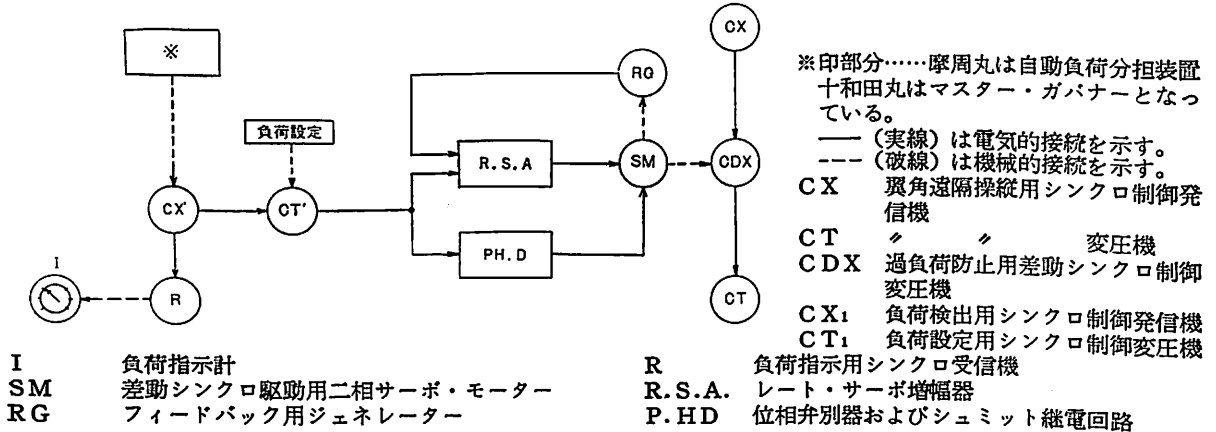 ※
CX
※印部分……摩周丸は自動負荷分担装置
十和田丸はマスター・ガバナーとなっ
ている。
―― (実線) は電気的接続を示す。
--- (破線) は機械的接続を示す。
RG
負荷設定
R.S.A
SM
CDX
CX'
CT'
PH.D
I
R
CT
CX 翼角遠隔操縦用シンクロ制御発
信機
CT 〃 〃 変圧機
CDX 過負荷防止用差動シンクロ制御
変圧機
CX1 負荷検出用シンクロ制御発信機
CT1 負荷設定用シンクロ制御変圧機
I 負荷指示計
SM 差動シンクロ駆動用二相サーボ・モーター
RG フィードバック用ジェネレーター
R 負荷指示用シンクロ受信機
R.S.A. レート・サーボ増幅器
P.HD 位相弁別器およびシュミット継電回路